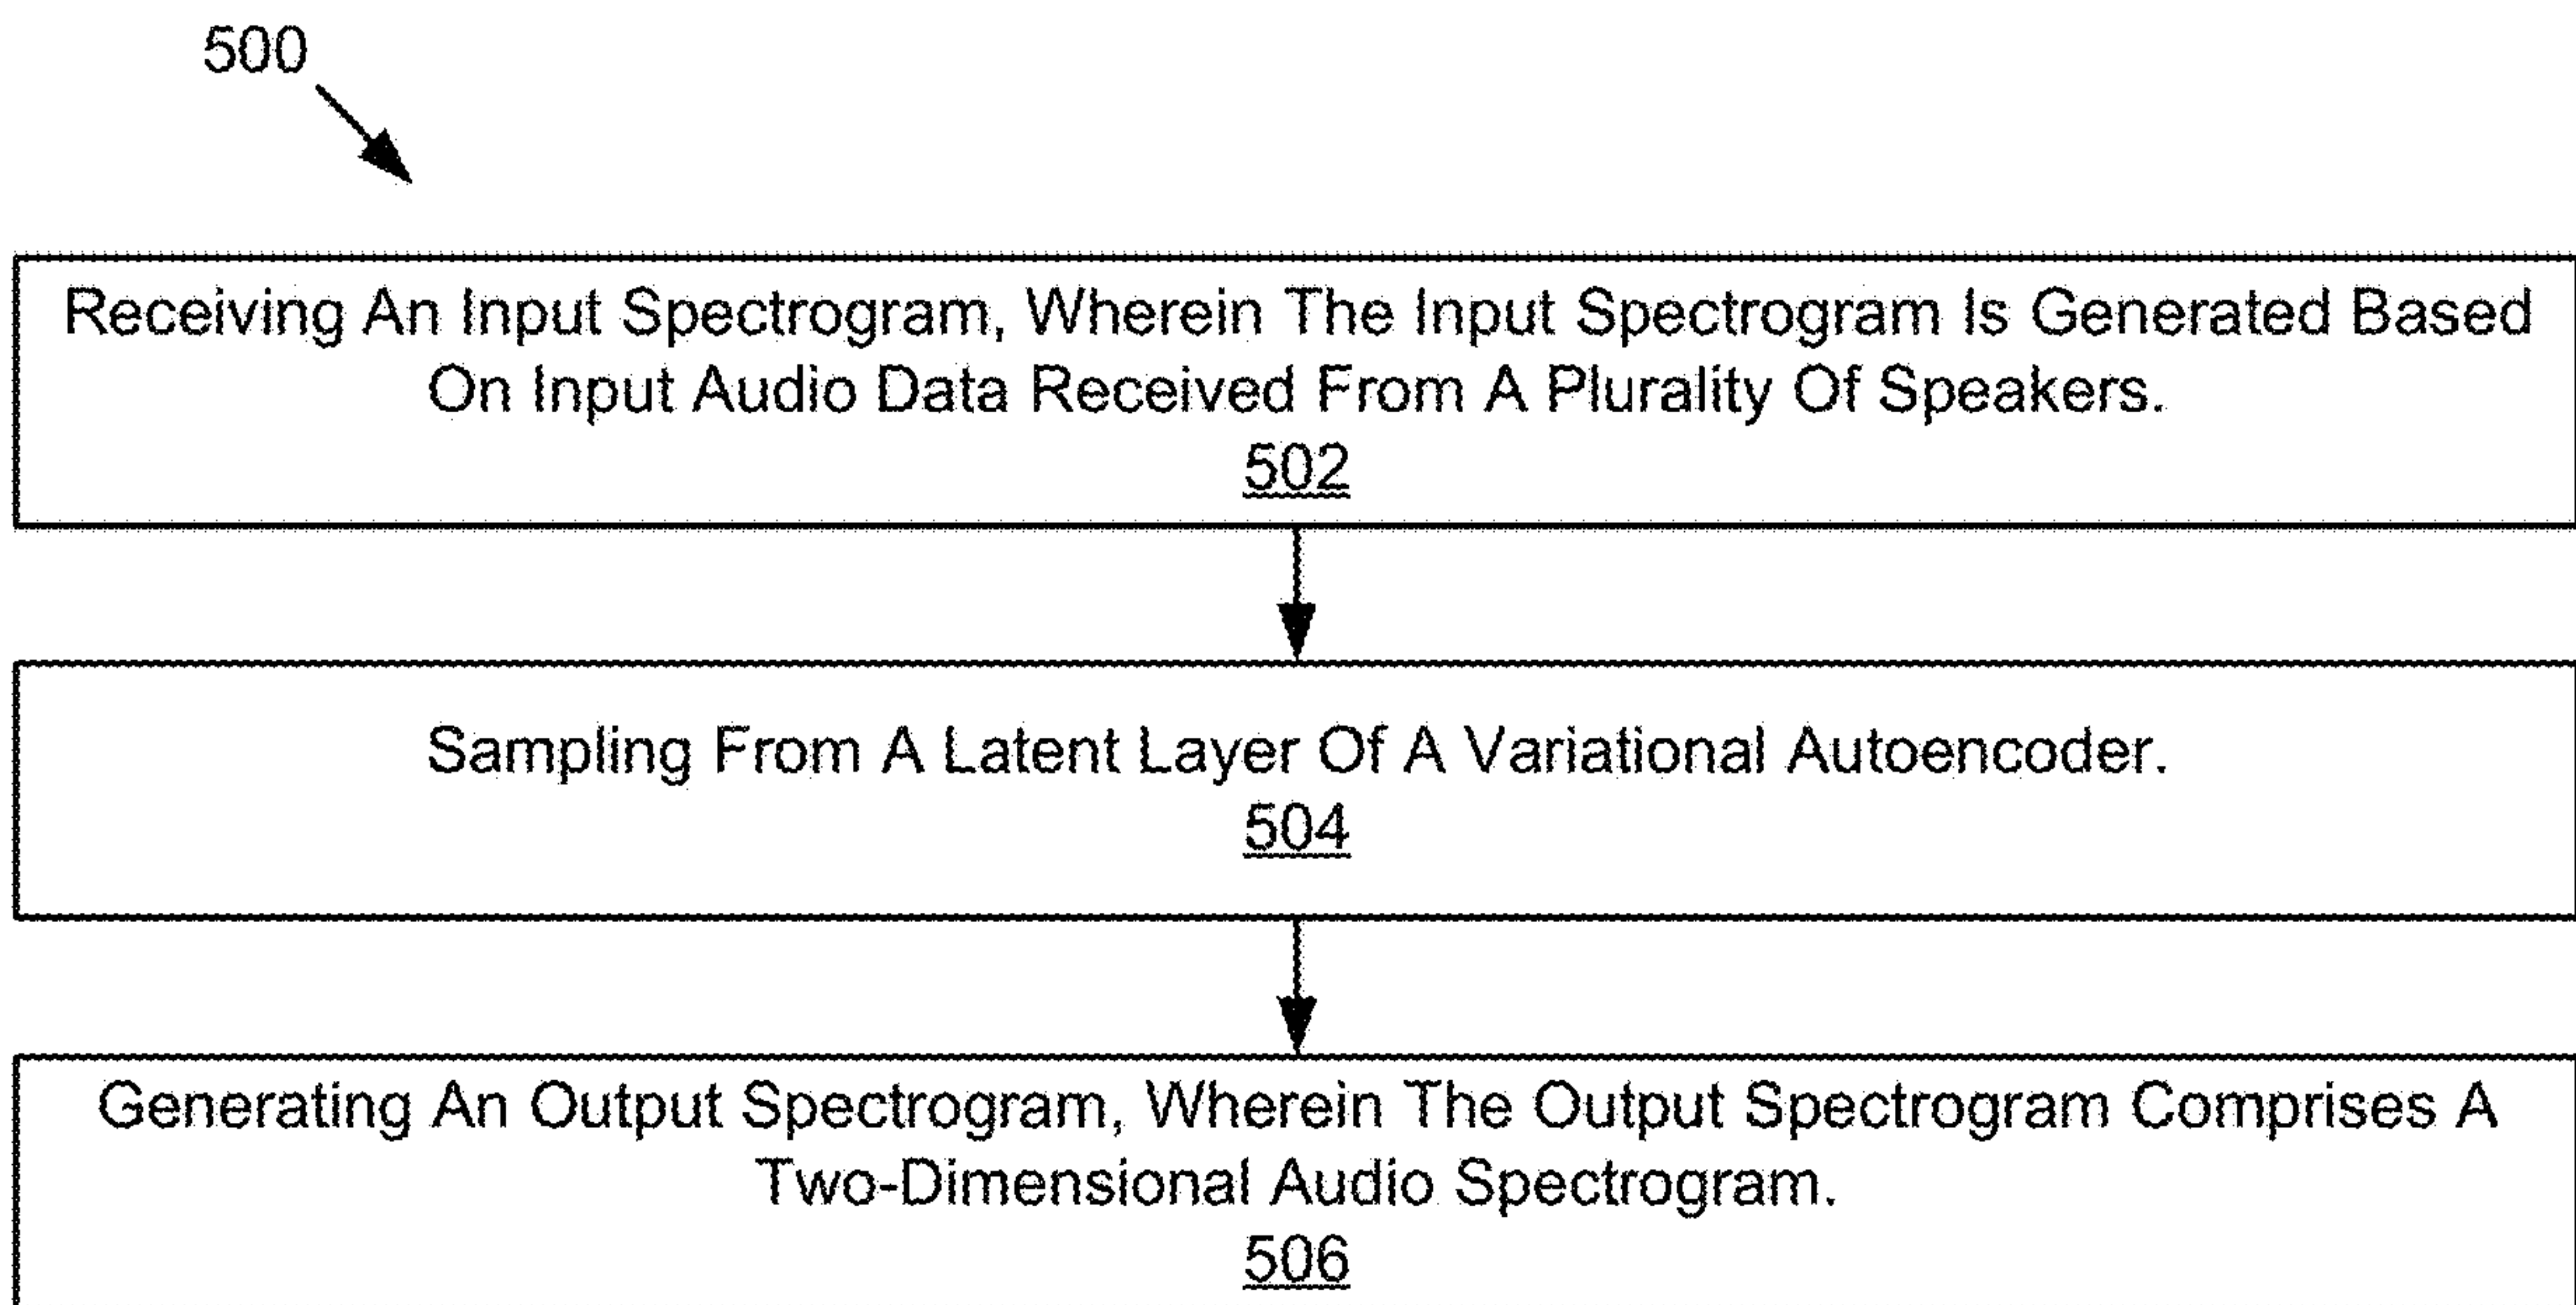 500
Receiving An Input Spectrogram, Wherein The Input Spectrogram Is Generated Based
On Input Audio Data Received From A Plurality Of Speakers.
502
Sampling From A Latent Layer Of A Variational Autoencoder.
504
Generating An Output Spectrogram, Wherein The Output Spectrogram Comprises A
Two-Dimensional Audio Spectrogram.
506